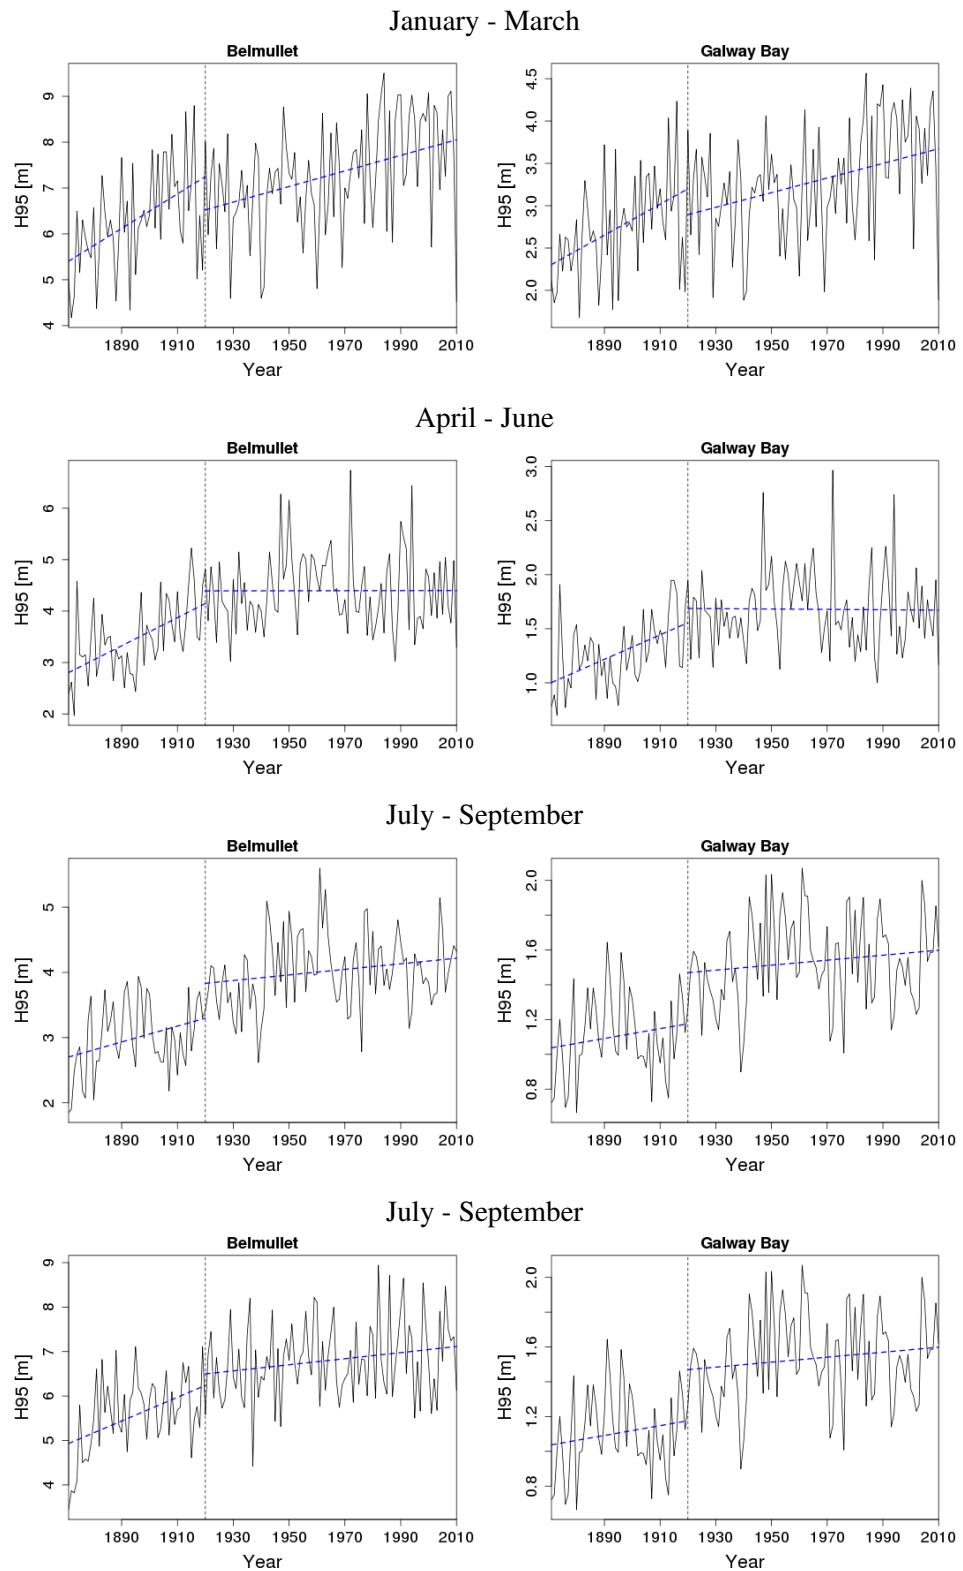 January - March
Belmullet
Galway Bay
H95 [m]
4 5 6 7 8 9
1890 1910 1930 1950 1970 1990 2010
Year
H95 [m]
2.0 2.5 3.0 3.5 4.0 4.5
1890 1910 1930 1950 1970 1990 2010
Year
April - June
Belmullet
Galway Bay
H95 [m]
2 3 4 5 6
1890 1910 1930 1950 1970 1990 2010
Year
H95 [m]
1.0 1.5 2.0 2.5 3.0
1890 1910 1930 1950 1970 1990 2010
Year
July - September
Belmullet
Galway Bay
H95 [m]
2 3 4 5
1890 1910 1930 1950 1970 1990 2010
Year
H95 [m]
0.8 1.2 1.6 2.0
1890 1910 1930 1950 1970 1990 2010
Year
July - September
Belmullet
Galway Bay
H95 [m]
4 5 6 7 8 9
1890 1910 1930 1950 1970 1990 2010
Year
H95 [m]
0.8 1.2 1.6 2.0
1890 1910 1930 1950 1970 1990 2010
Year